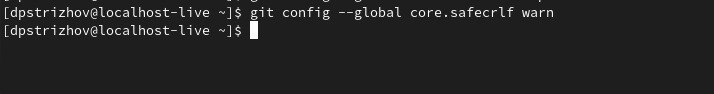 [dpstrizhov@localhost-live ~]$ git config --global core.safecrlf warn
[dpstrizhov@localhost-live ~]$